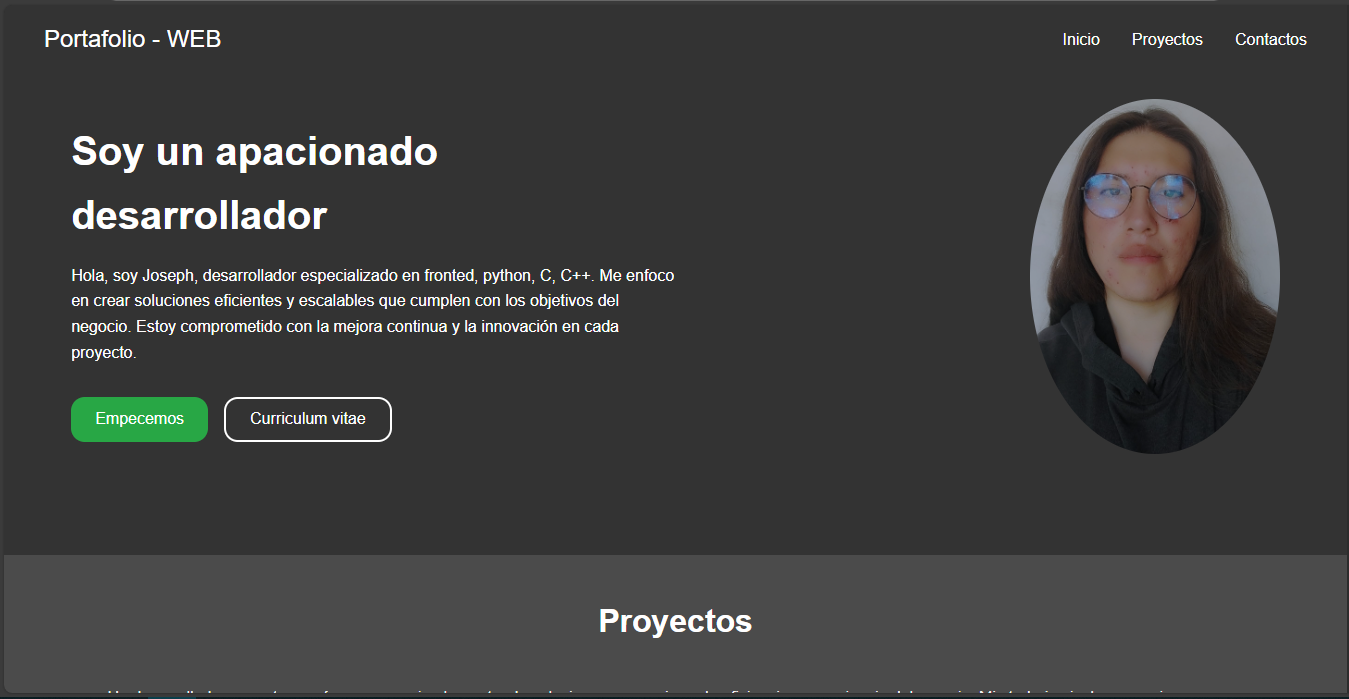 Portafolio - WEB
Inicio Proyectos Contactos
Soy un apacionado
desarrollador
Hola, soy Joseph, desarrollador especializado en fronted, python, C, C++. Me enfoco
en crear soluciones eficientes y escalables que cumplen con los objetivos del
negocio. Estoy comprometido con la mejora continua y la innovación en cada
proyecto.
Empecemos Curriculum vitae
Proyectos